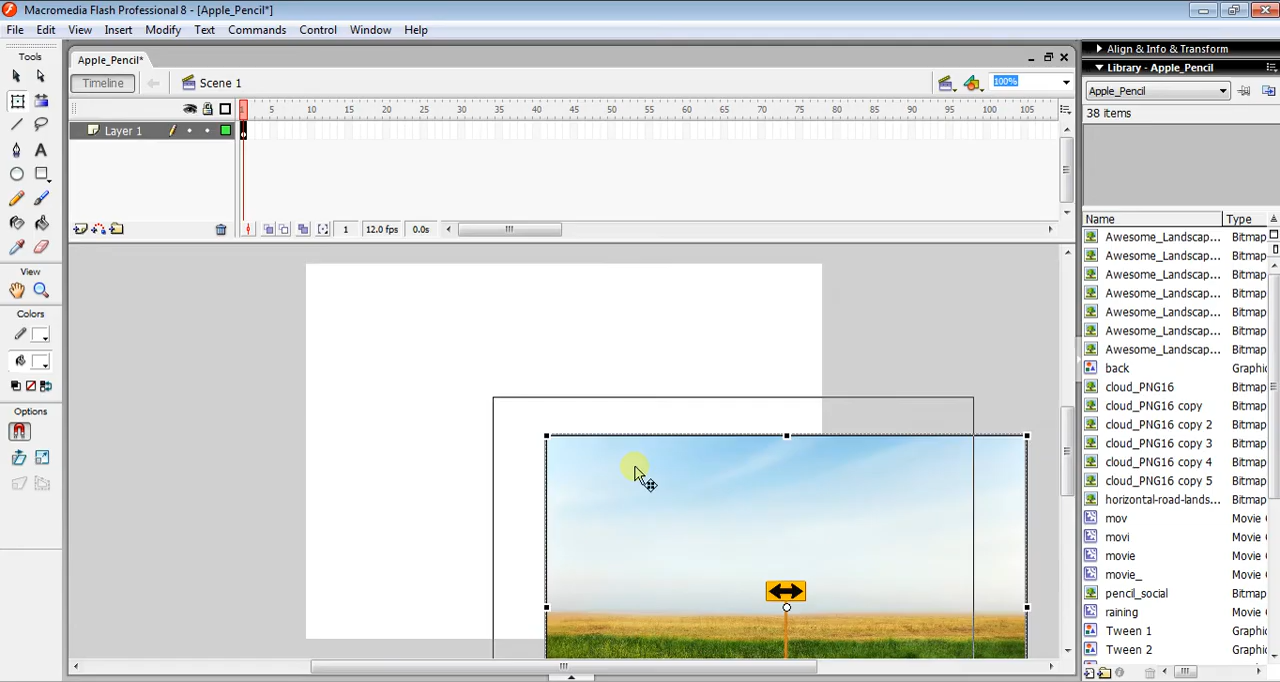 Macromedia Flash Professional 8 - [Apple_Pencil*]
File Edit View Insert Modify Text Commands Control Window Help
Tools
Apple_Pencil*
Timeline Scene 1 100%
1 5 10 15 20 25 30 35 40 45 50 55 60 65 70 75 80 85 90 95 100 105
Layer 1
1 12.0 fps 0.0s
View
Colors
Options
Align & Info & Transform
Library - Apple_Pencil
Apple_Pencil
38 items
Name Type
Awesome_Landscap... Bitmap
Awesome_Landscap... Bitmap
Awesome_Landscap... Bitmap
Awesome_Landscap... Bitmap
Awesome_Landscap... Bitmap
Awesome_Landscap... Bitmap
Awesome_Landscap... Bitmap
back Graphic
cloud_PNG16 Bitmap
cloud_PNG16 copy Bitmap
cloud_PNG16 copy 2 Bitmap
cloud_PNG16 copy 3 Bitmap
cloud_PNG16 copy 4 Bitmap
cloud_PNG16 copy 5 Bitmap
horizontal-road-lands... Bitmap
mov Movie
movi Movie
movie Movie
movie_ Movie
pencil_social Bitmap
raining Movie
Tween 1 Graphic
Tween 2 Graphic